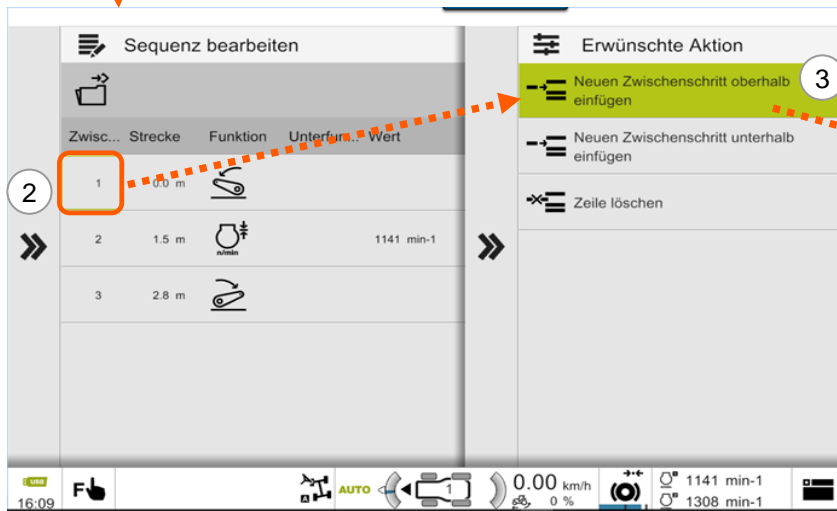 Sequenz bearbeiten
Zwisc... Strecke Funktion Unterfun... Wert
1 0.0 m
2 1.5 m n/min 1141 min-1
3 2.8 m
2
Erwünschte Aktion
Neuen Zwischenschritt oberhalb
einfügen
3
Neuen Zwischenschritt unterhalb
einfügen
Zeile löschen
USB
16:09
F
AUTO
1
0.00 km/h
0 %
1141 min-1
1308 min-1